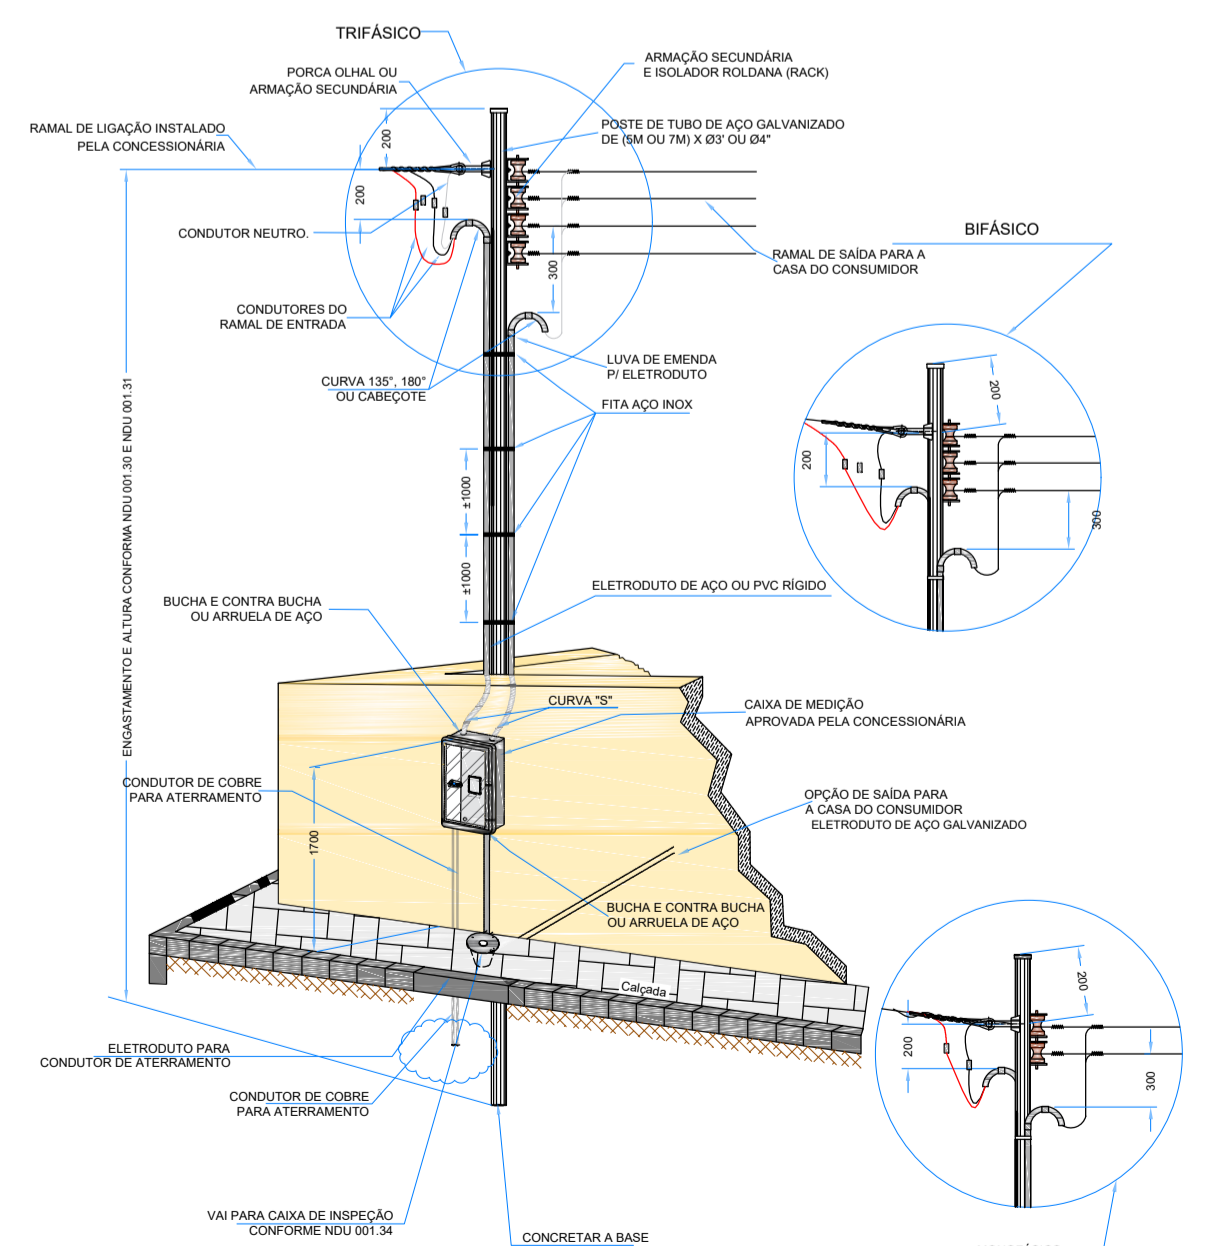 TRIFÁSICO
ARMAÇÃO SECUNDÁRIA
E ISOLADOR ROLDANA (RACK)
PORCA OLHAL OU
ARMAÇÃO SECUNDÁRIA
RAMAL DE LIGAÇÃO INSTALADO
PELA CONCESSIONÁRIA
POSTE DE TUBO DE AÇO GALVANIZADO
DE (5M OU 7M) X Ø3' OU Ø4"
200
200
CONDUTOR NEUTRO.
BIFÁSICO
RAMAL DE SAÍDA PARA A
CASA DO CONSUMIDOR
300
CONDUTORES DO
RAMAL DE ENTRADA
LUVA DE EMENDA
P/ ELETRODUTO
CURVA 135°, 180°
OU CABEÇOTE
FITA AÇO INOX
200
200
300
ENGASTAMENTO E ALTURA CONFORMA NDU 001.30 E NDU 001.31
±1000
±1000
ELETRODUTO DE AÇO OU PVC RÍGIDO
BUCHA E CONTRA BUCHA
OU ARRUELA DE AÇO
CURVA "S"
CAIXA DE MEDIÇÃO
APROVADA PELA CONCESSIONÁRIA
CONDUTOR DE COBRE
PARA ATERRAMENTO
OPÇÃO DE SAÍDA PARA
A CASA DO CONSUMIDOR
ELETRODUTO DE AÇO GALVANIZADO
1700
BUCHA E CONTRA BUCHA
OU ARRUELA DE AÇO
Calçada
200
200
300
ELETRODUTO PARA
CONDUTOR DE ATERRAMENTO
CONDUTOR DE COBRE
PARA ATERRAMENTO
VAI PARA CAIXA DE INSPEÇÃO
CONFORME NDU 001.34
CONCRETAR A BASE